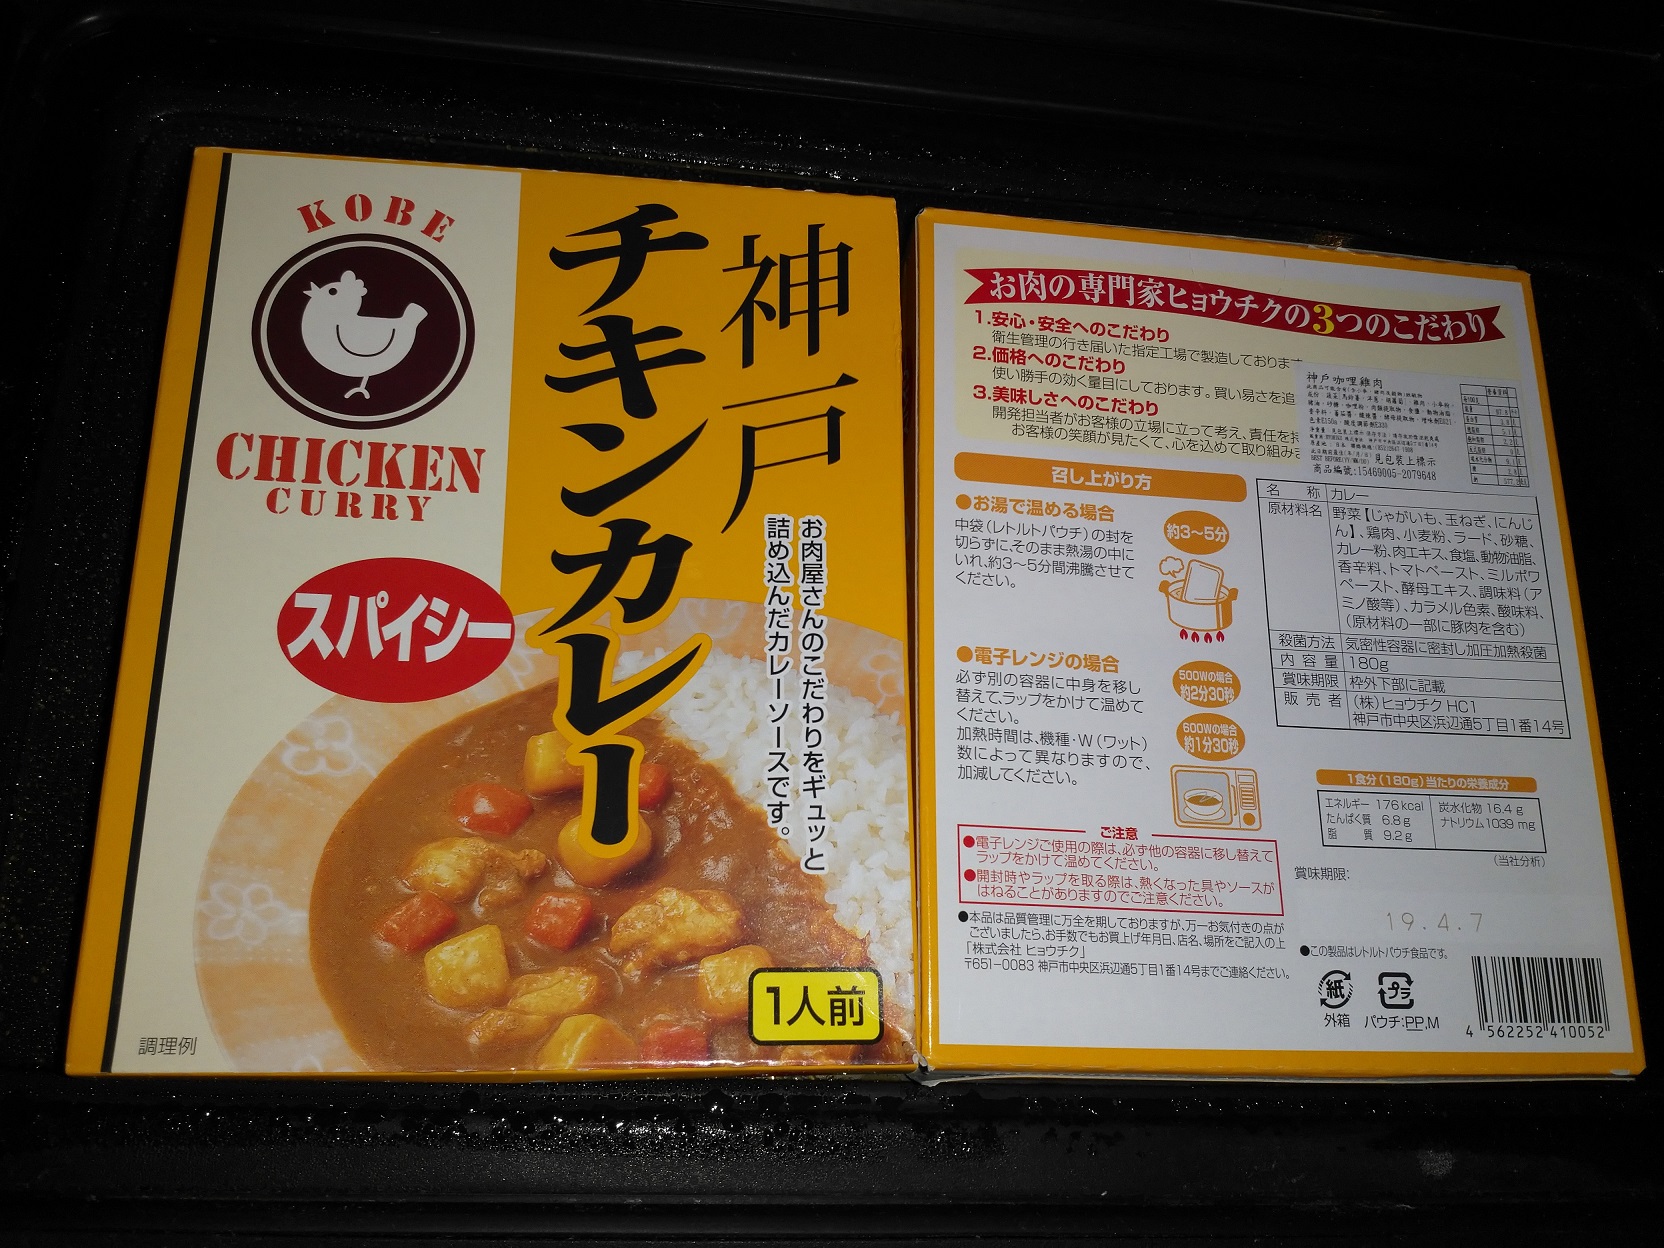 KOBE
CHICKEN
CURRY
スパイシー
神戸
チキンカレー
お肉屋さんのこだわりをギュッと
詰め込んだカレーソースです。
1人前
調理例
お肉の専門家ヒョウチクの3つのこだわり
1.安心・安全へのこだわり
衛生管理の行き届いた指定工場で製造しております
2.価格へのこだわり
使い勝手の効く量目にしております。買い易さを追
3.美味しさへのこだわり
開発担当者がお客様の立場に立って考え、責任を持
お客様の笑顔が見たくて、心を込めて取り組みま
神戶咖哩雞肉
見包裝上標示
商品編號:15469005-2079648
召し上がり方
●お湯で温める場合
中袋(レトルトパウチ)の封を
切らずに、そのまま熱湯の中に
いれ、約3～5分間沸騰させて
ください。
約3～5分
●電子レンジの場合
必ず別の容器に中身を移し
替えて、ラップをかけて温めて
ください。
加熱時間は、機種・W(ワット)
数によって異なりますので、
加減してください。
500Wの場合
約2分30秒
600Wの場合
約1分30秒
ご注意
●電子レンジご使用の際は、必ず他の容器に移し替えて
ラップをかけて温めてください。
●開封時やラップを取る際は、熱くなった具やソースが
はねることがありますのでご注意ください。
●本品は品質管理に万全を期しておりますが、万一お気付きの点が
ございましたら、お手数でもお買上げ年月日、店名、場所をご記入の上
「株式会社 ヒョウチク」
〒651-0083 神戸市中央区浜辺通5丁目1番14号までご連絡ください。
名称 カレー
原材料名 野菜【じゃがいも、玉ねぎ、にんじ
ん】、鶏肉、小麦粉、ラード、砂糖、
カレー粉、肉エキス、食塩、動物油脂、
香辛料、トマトペースト、ミルポワ
ペースト、酵母エキス、調味料(ア
ミノ酸等)、カラメル色素、酸味料、
(原材料の一部に豚肉を含む)
殺菌方法 気密性容器に密封し加圧加熱殺菌
内容量 180g
賞味期限 枠外下部に記載
販売者 (株)ヒョウチク HC1
神戸市中央区浜辺通5丁目1番14号
1食分(180g)当たりの栄養成分
エネルギー 176kcal 炭水化物 16.4g
たんぱく質 6.8g ナトリウム 1039mg
脂質 9.2g
(当社分析)
賞味期限:
19.4.7
●この製品はレトルトパウチ食品です。
紙
外箱
プラ
パウチ:PP,M
4 562252 410052